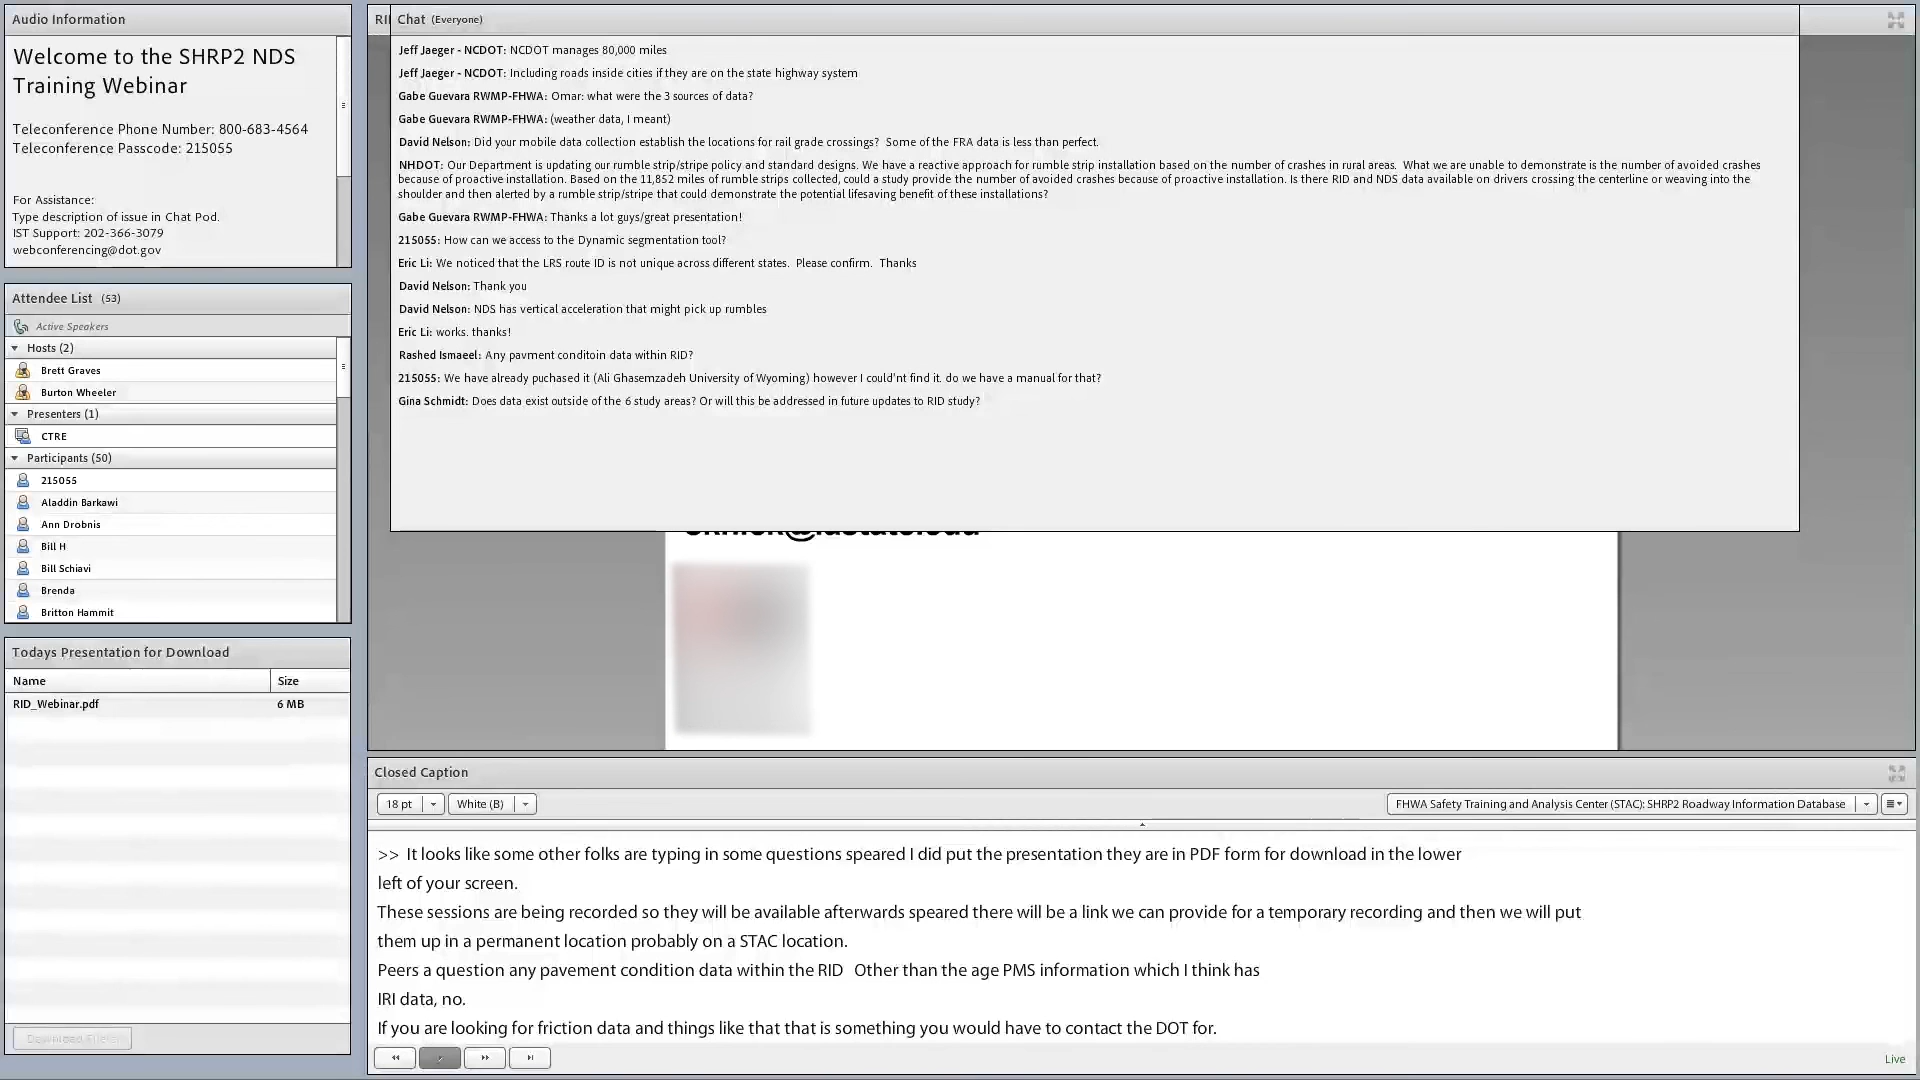 Audio Information
Welcome to the SHRP2 NDS
Training Webinar
Teleconference Phone Number: 800-683-4564
Teleconference Passcode: 215055
For Assistance:
Type description of issue in Chat Pod.
IST Support: 202-366-3079
webconferencing@dot.gov
Attendee List (53)
Active Speakers
Hosts (2)
Brett Graves
Burton Wheeler
Presenters (1)
CTRE
Participants (50)
215055
Aladdin Barkawi
Ann Drobnis
Bill H
Bill Schiavi
Brenda
Britton Hammit
Todays Presentation for Download
Name Size
RID_Webinar.pdf 6 MB
Chat (Everyone)
Jeff Jaeger - NCDOT: NCDOT manages 80,000 miles
Jeff Jaeger - NCDOT: Including roads inside cities if they are on the state highway system
Gabe Guevara RWMP-FHWA: Omar: what were the 3 sources of data?
Gabe Guevara RWMP-FHWA: (weather data, I meant)
David Nelson: Did your mobile data collection establish the locations for rail grade crossings? Some of the FRA data is less than perfect.
NHDOT: Our Department is updating our rumble strip/stripe policy and standard designs. We have a reactive approach for rumble strip installation based on the number of crashes in rural areas. What we are unable to demonstrate is the number of avoided crashes
because of proactive installation. Based on the 11,852 miles of rumble strips collected, could a study provide the number of avoided crashes because of proactive installation. Is there RID and NDS data available on drivers crossing the centerline or weaving into the
shoulder and then alerted by a rumble strip/stripe that could demonstrate the potential lifesaving benefit of these installations?
Gabe Guevara RWMP-FHWA: Thanks a lot guys/great presentation!
215055: How can we access to the Dynamic segmentation tool?
Eric Li: We noticed that the LRS route ID is not unique across different states. Please confirm. Thanks
David Nelson: Thank you
David Nelson: NDS has vertical acceleration that might pick up rumbles
Eric Li: works. thanks!
Rashed Ismaeel: Any pavment conditoin data within RID?
215055: We have already puchased it (Ali Ghasemzadeh University of Wyoming) however I could'nt find it. do we have a manual for that?
Gina Schmidt: Does data exist outside of the 6 study areas? Or will this be addressed in future updates to RID study?
Closed Caption
18 pt White (B) FHWA Safety Training and Analysis Center (STAC): SHRP2 Roadway Information Database
>> It looks like some other folks are typing in some questions speared I did put the presentation they are in PDF form for download in the lower
left of your screen.
These sessions are being recorded so they will be available afterwards speared there will be a link we can provide for a temporary recording and then we will put
them up in a permanent location probably on a STAC location.
Peers a question any pavement condition data within the RID Other than the age PMS information which I think has
IRI data, no.
If you are looking for friction data and things like that that is something you would have to contact the DOT for.
Live